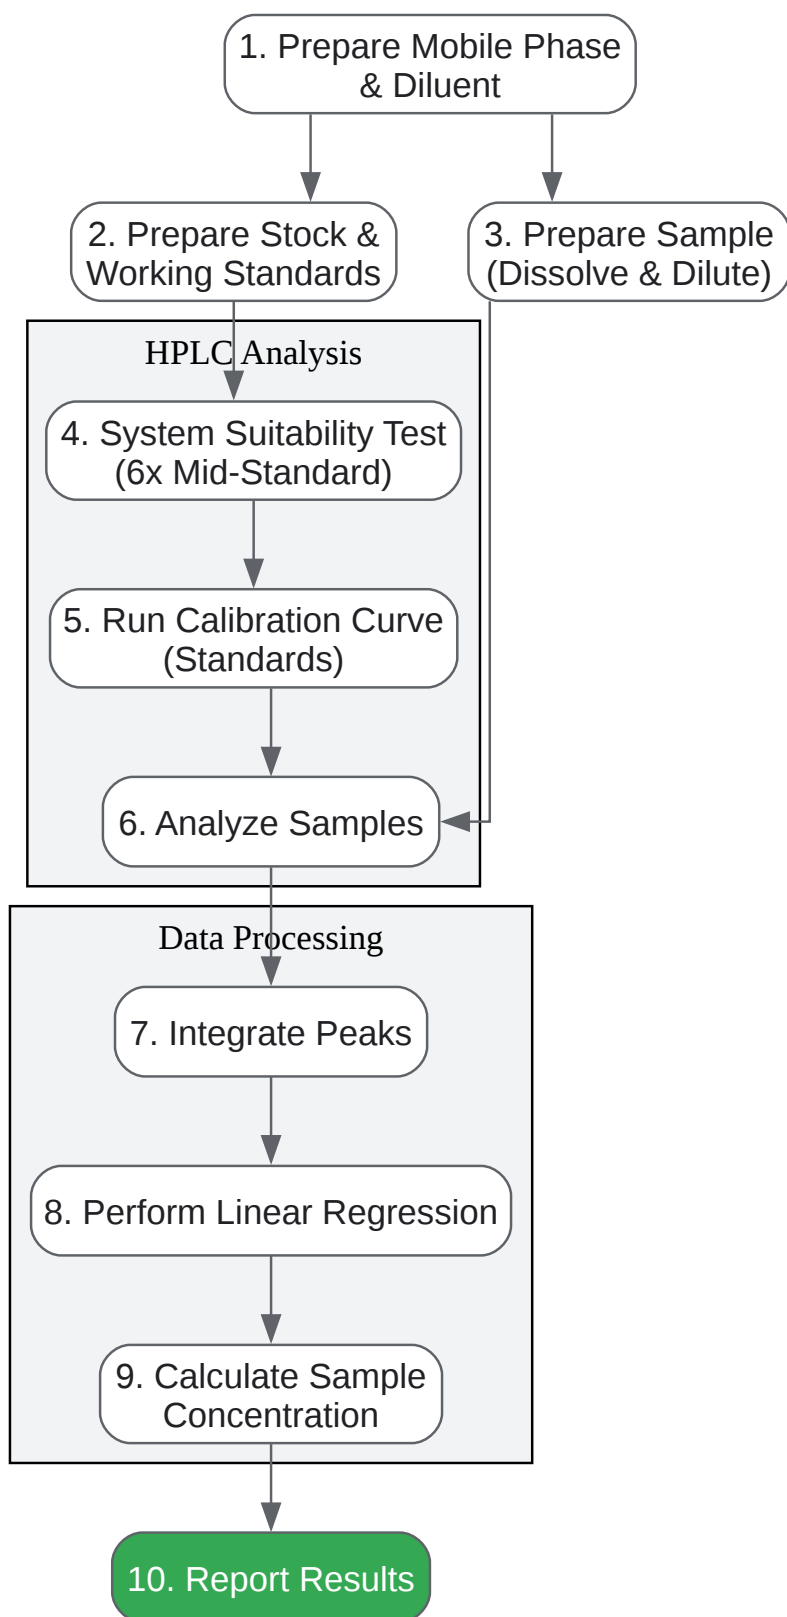 1. Prepare Mobile Phase
& Diluent
2. Prepare Stock &
Working Standards
3. Prepare Sample
(Dissolve & Dilute)
HPLC Analysis
4. System Suitability Test
(6x Mid-Standard)
5. Run Calibration Curve
(Standards)
6. Analyze Samples
Data Processing
7. Integrate Peaks
8. Perform Linear Regression
9. Calculate Sample
Concentration
10. Report Results